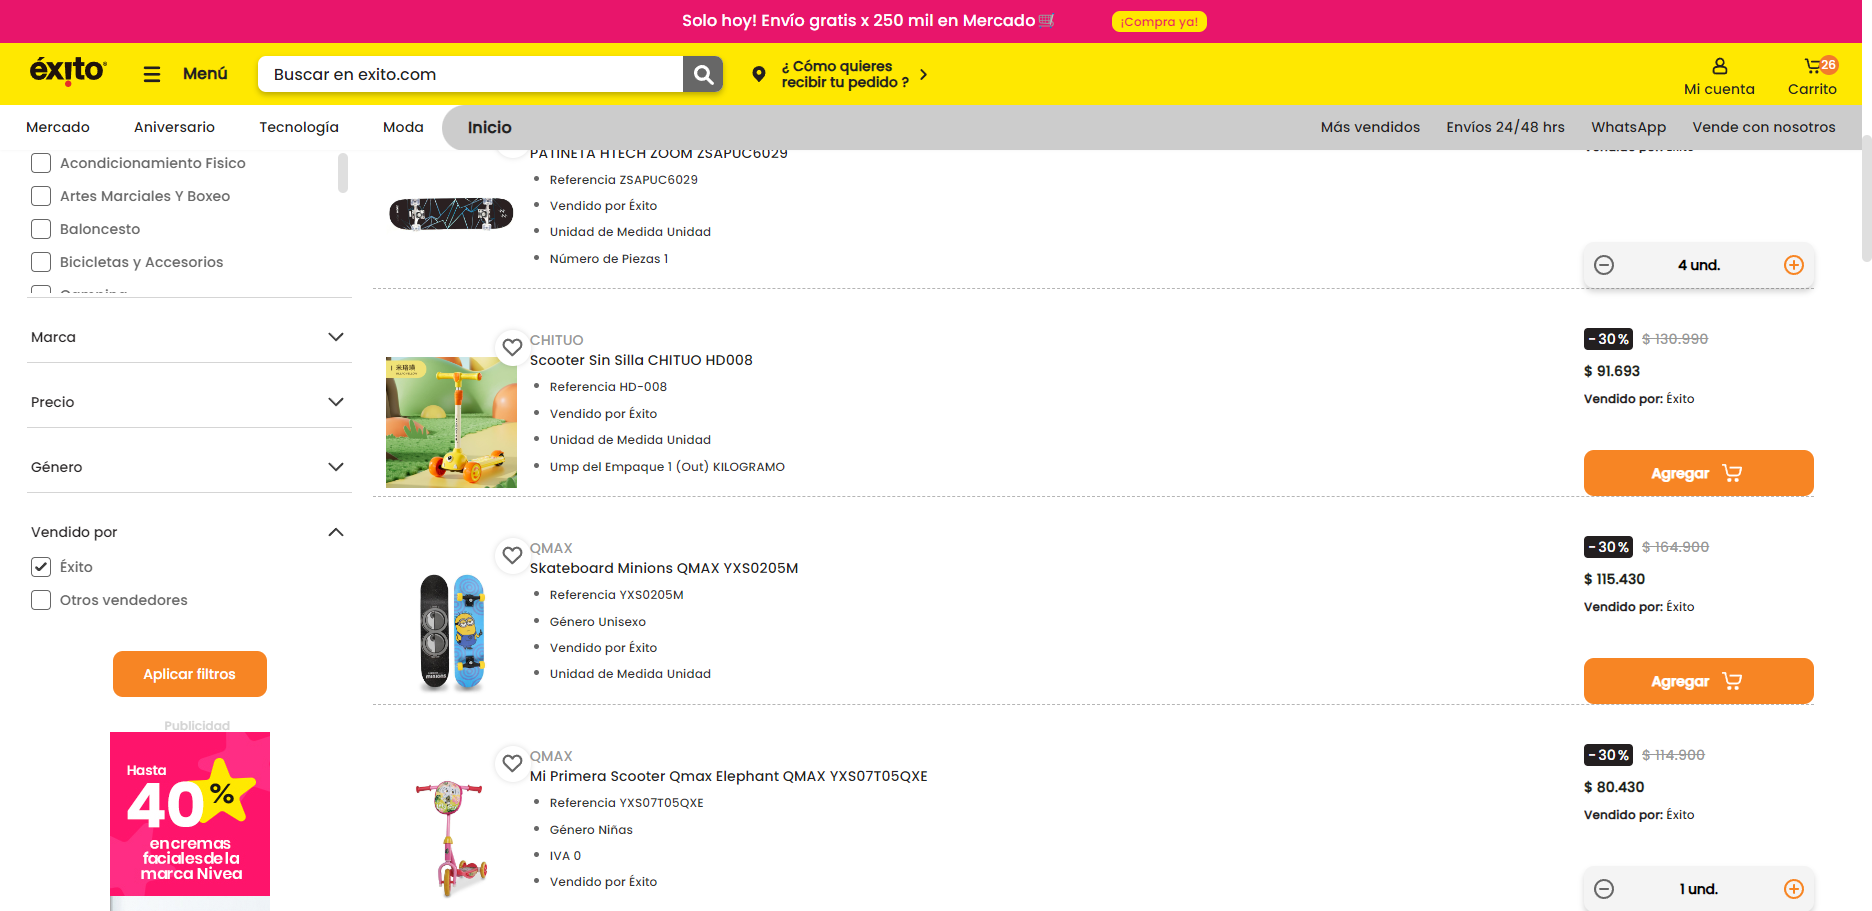 Solo hoy! Envío gratis x 250 mil en Mercado
¡Compra ya!
éxito
Menú
Buscar en exito.com
¿ Cómo quieres
recibir tu pedido ?
Mi cuenta
26
Carrito
Mercado
Aniversario
Tecnología
Moda
Inicio
Más vendidos
Envíos 24/48 hrs
WhatsApp
Vende con nosotros
Acondicionamiento Fisico
Artes Marciales Y Boxeo
Baloncesto
Bicicletas y Accesorios
Camping
Marca
Precio
Género
Vendido por
Éxito
Otros vendedores
Aplicar filtros
Publicidad
Hasta
40%
en cremas
faciales de la
marca Nivea
PATINETA HTECH ZOOM ZSAPUC6029
Referencia ZSAPUC6029
Vendido por Éxito
Unidad de Medida Unidad
Número de Piezas 1
Vendido por: Éxito
4 und.
CHITUO
Scooter Sin Silla CHITUO HD008
Referencia HD-008
Vendido por Éxito
Unidad de Medida Unidad
Ump del Empaque 1 (Out) KILOGRAMO
-30% $ 130.990
$ 91.693
Vendido por: Éxito
Agregar
QMAX
Skateboard Minions QMAX YXS0205M
Referencia YXS0205M
Género Unisexo
Vendido por Éxito
Unidad de Medida Unidad
-30% $ 164.900
$ 115.430
Vendido por: Éxito
Agregar
QMAX
Mi Primera Scooter Qmax Elephant QMAX YXS07T05QXE
Referencia YXS07T05QXE
Género Niñas
IVA 0
Vendido por Éxito
-30% $ 114.900
$ 80.430
Vendido por: Éxito
1 und.